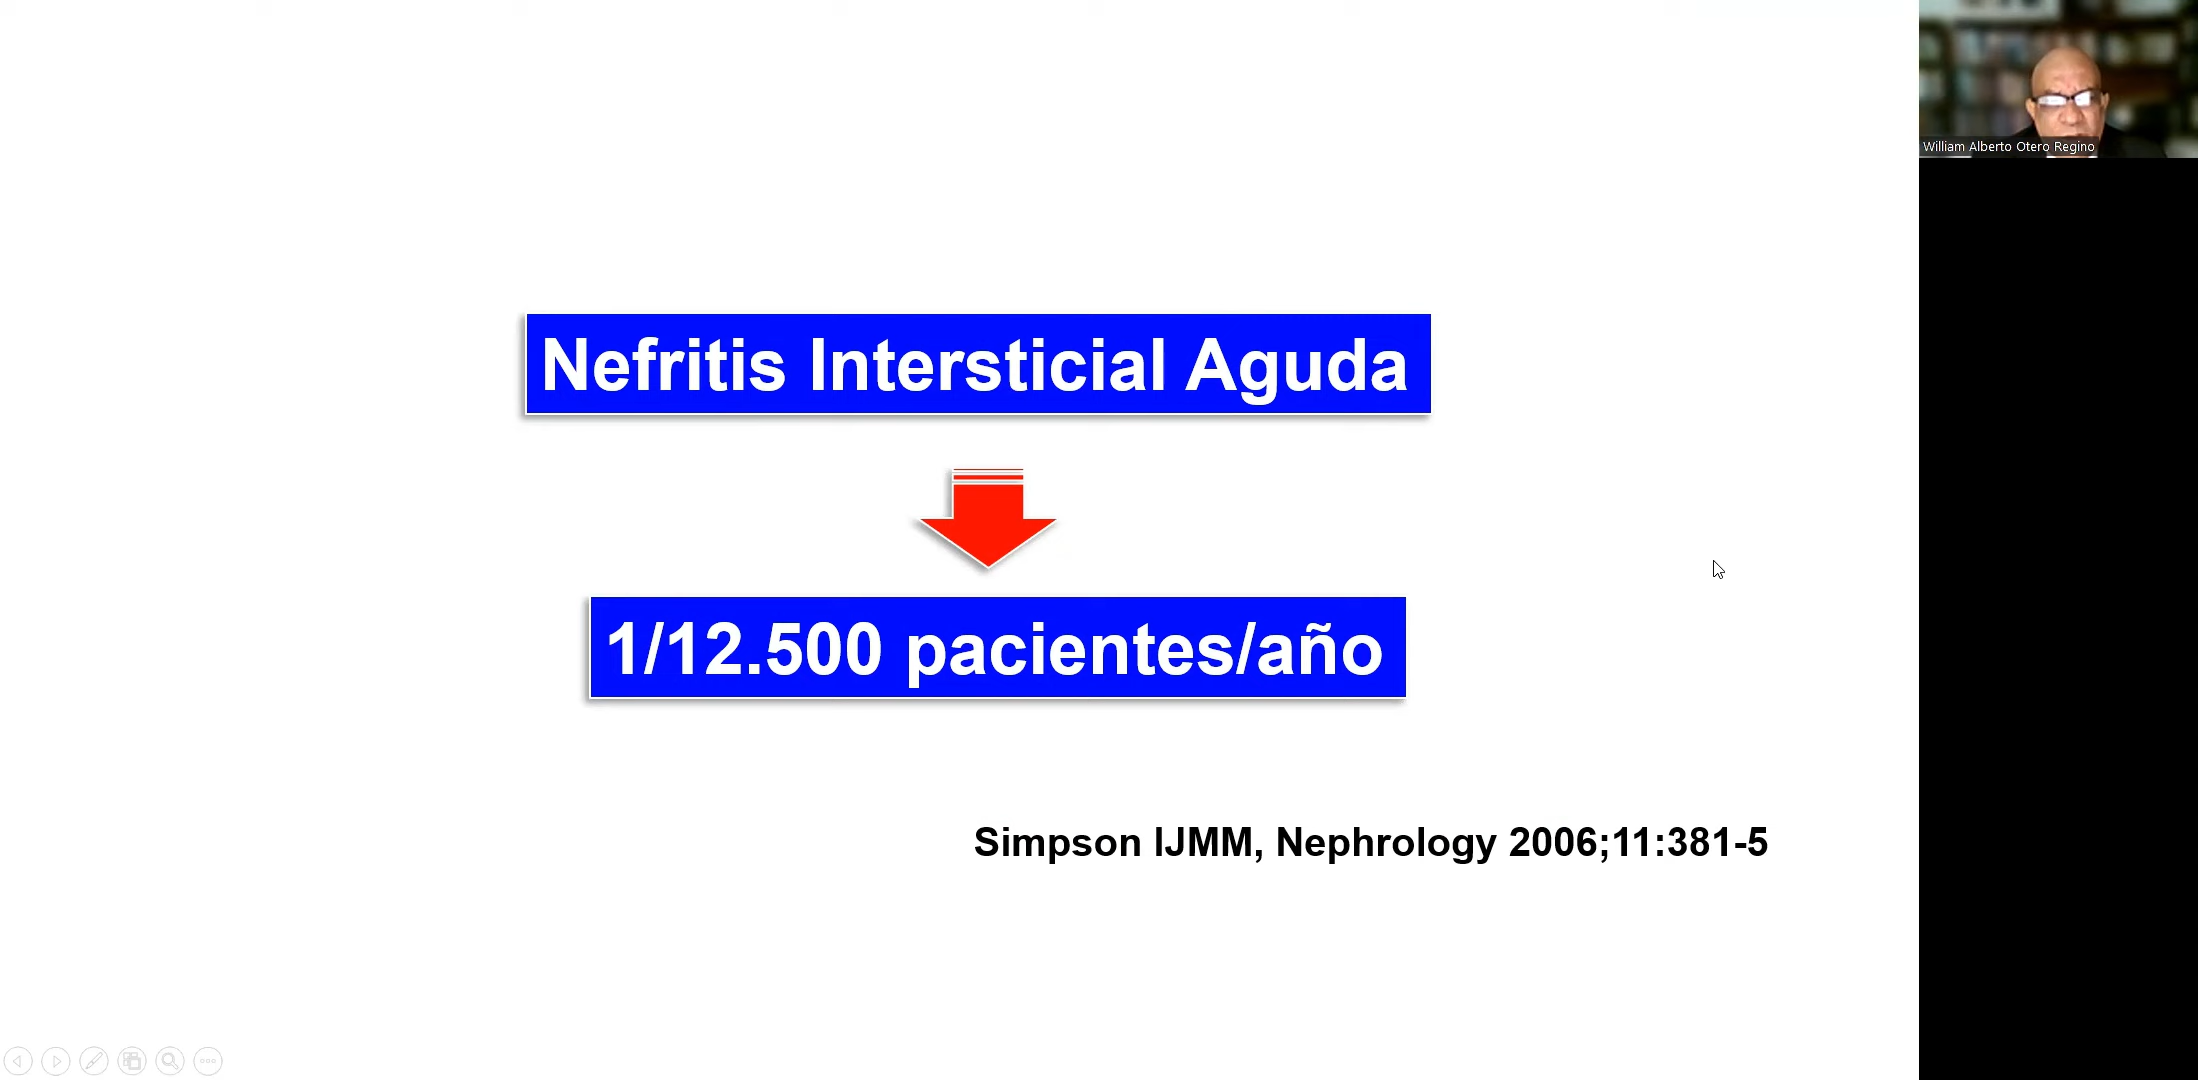 Nefritis Intersticial Aguda
1/12.500 pacientes/año
Simpson IJMM, Nephrology 2006;11:381-5
William Alberto Otero Regino